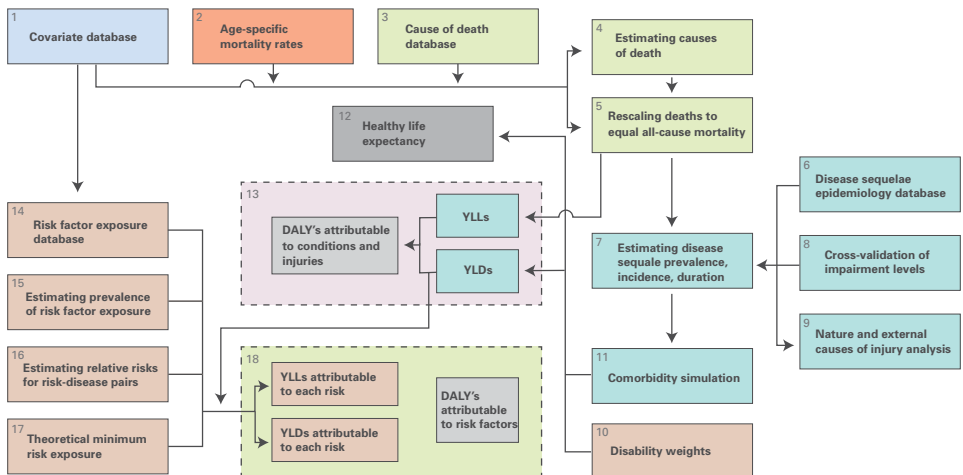 1
Covariate database
2
Age-specific
mortality rates
3
Cause of death
database
4
Estimating causes
of death
5
Rescaling deaths to
equal all-cause mortality
12
Healthy life
expectancy
6
Disease sequelae
epidemiology database
13
YLLs
DALY's attributable
to conditions and
injuries
YLDs
7
Estimating disease
sequale prevalence,
incidence, duration
8
Cross-validation of
impairment levels
9
Nature and external
causes of injury analysis
14
Risk factor exposure
database
15
Estimating prevalence
of risk factor exposure
16
Estimating relative risks
for risk-disease pairs
17
Theoretical minimum
risk exposure
18
YLLs attributable
to each risk
YLDs attributable
to each risk
DALY's
attributable
to risk factors
11
Comorbidity simulation
10
Disability weights